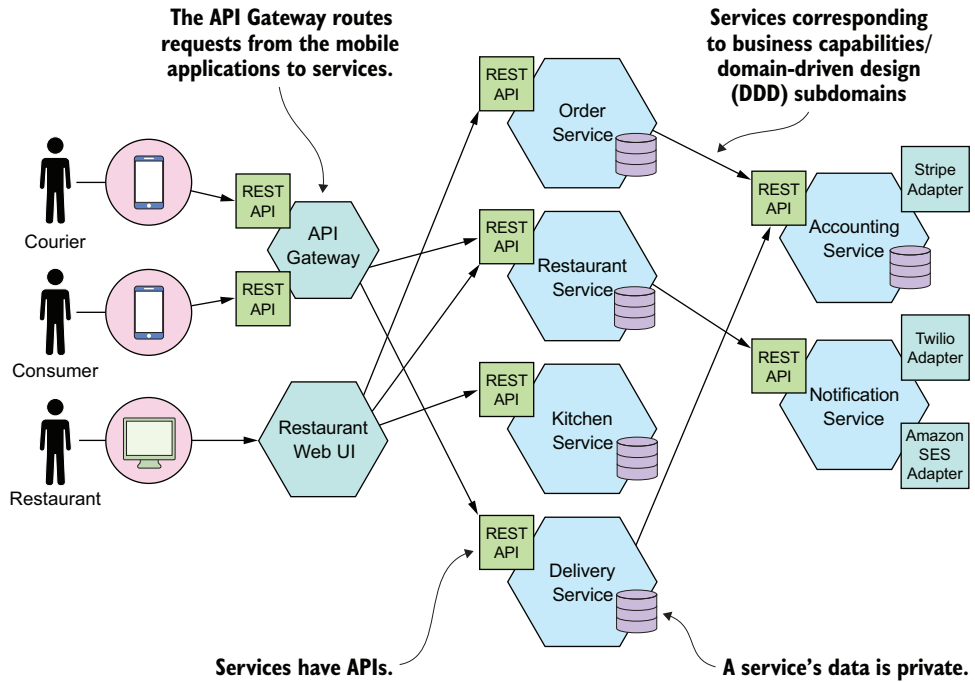 The API Gateway routes
requests from the mobile
applications to services.
Services corresponding
to business capabilities/
domain-driven design
(DDD) subdomains
Courier
Consumer
Restaurant
REST
API
API
Gateway
REST
API
Restaurant
Web UI
REST
API
Order
Service
REST
API
Restaurant
Service
REST
API
Kitchen
Service
REST
API
Delivery
Service
REST
API
Accounting
Service
Stripe
Adapter
REST
API
Notification
Service
Twilio
Adapter
Amazon
SES
Adapter
Services have APIs.
A service’s data is private.